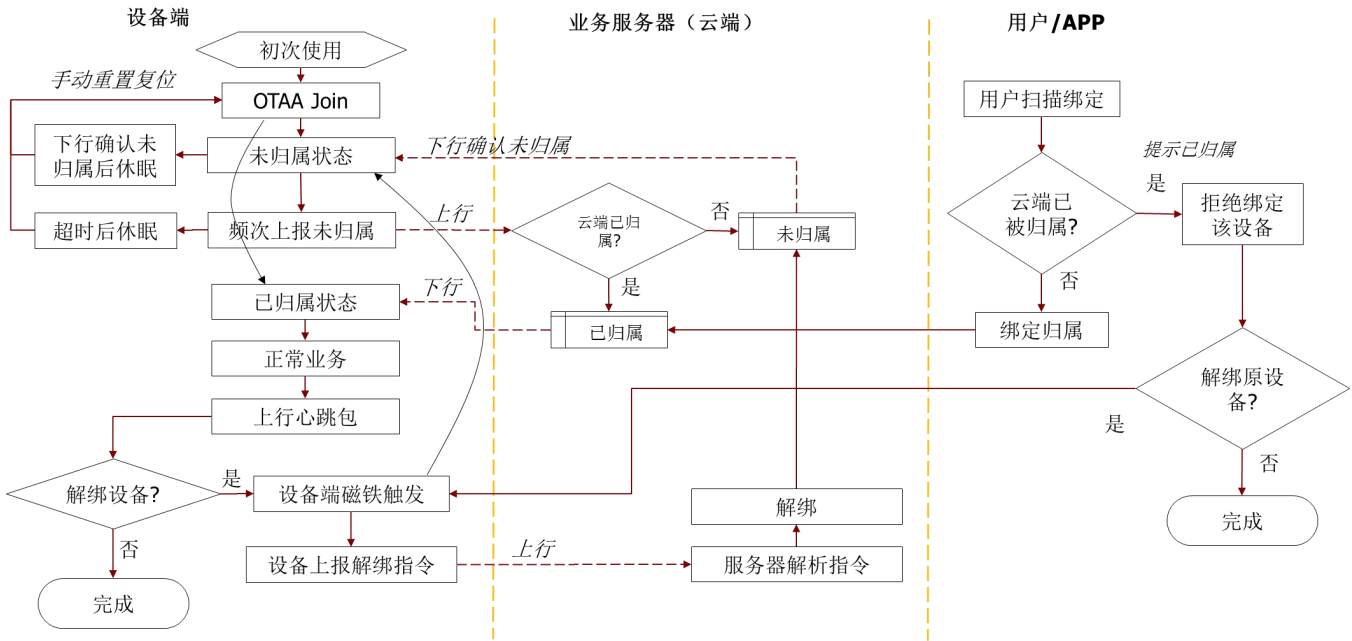 设备端
业务服务器（云端）
用户/APP
初次使用
手动重置复位
OTAA Join
用户扫描绑定
下行确认未
归属后休眠
未归属状态
下行确认未归属
提示已归属
是
云端已
被归属?
拒绝绑定
该设备
超时后休眠
频次上报未归属
上行
云端已归
属?
否
未归属
是
否
已归属状态
下行
已归属
绑定归属
正常业务
解绑原设
备?
上行心跳包
是
否
解绑设备?
是
设备端磁铁触发
解绑
完成
否
设备上报解绑指令
上行
服务器解析指令
完成